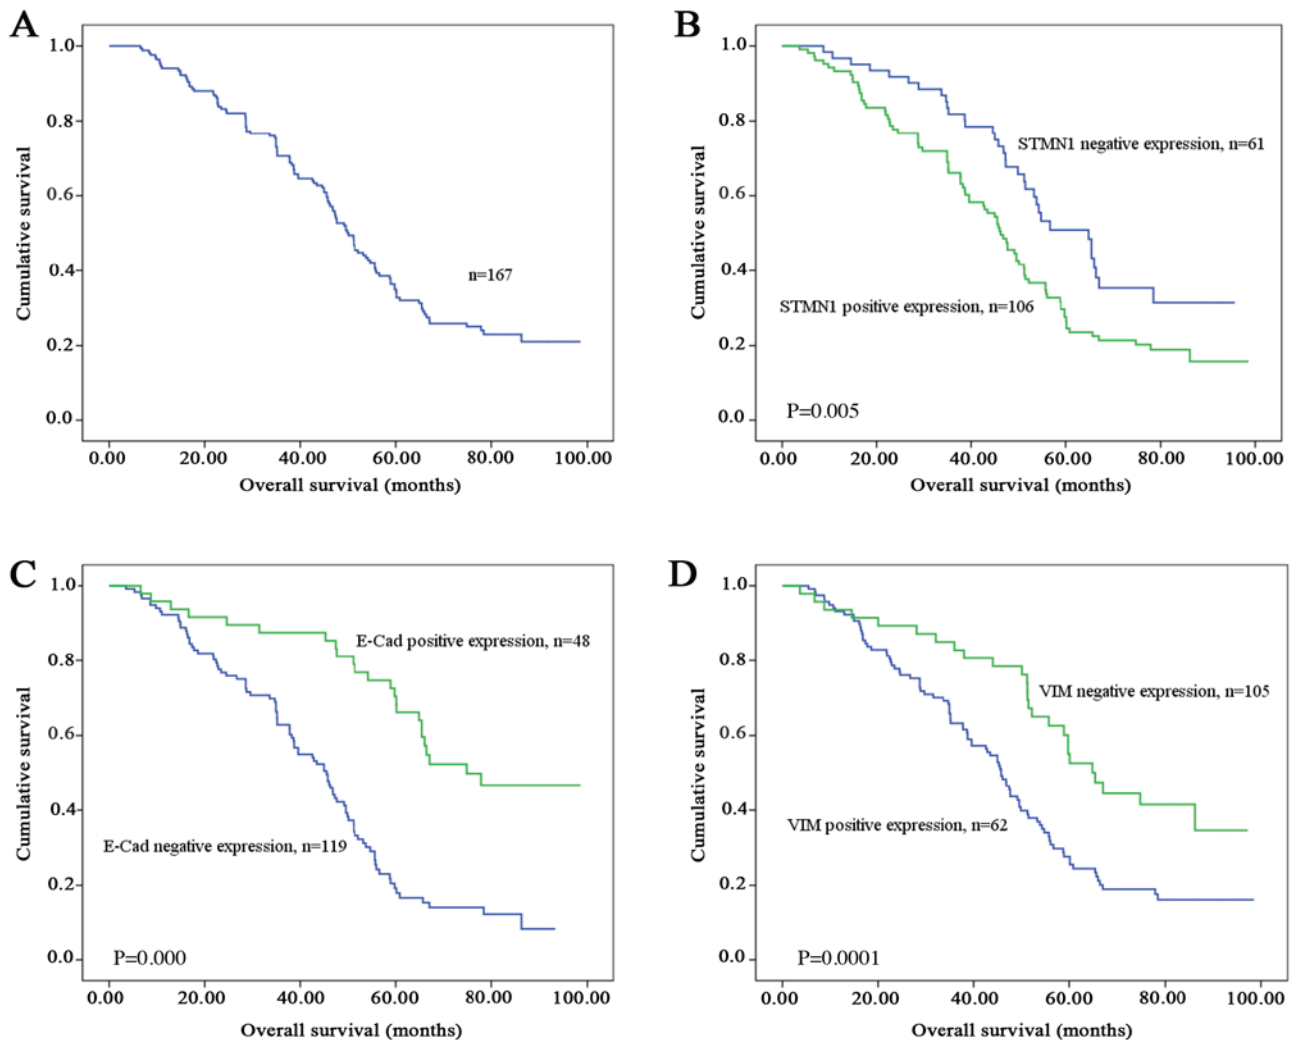 A
Cumulative survival
1.0
0.8
0.6
0.4
0.2
0.0
n=167
0.00 20.00 40.00 60.00 80.00 100.00
Overall survival (months)
B
Cumulative survival
1.0
0.8
0.6
0.4
0.2
0.0
STMN1 negative expression, n=61
STMN1 positive expression, n=106
P=0.005
0.00 20.00 40.00 60.00 80.00 100.00
Overall survival (months)
C
Cumulative survival
1.0
0.8
0.6
0.4
0.2
0.0
E-Cad positive expression, n=48
E-Cad negative expression, n=119
P=0.000
0.00 20.00 40.00 60.00 80.00 100.00
Overall survival (months)
D
Cumulative survival
1.0
0.8
0.6
0.4
0.2
0.0
VIM negative expression, n=105
VIM positive expression, n=62
P=0.0001
0.00 20.00 40.00 60.00 80.00 100.00
Overall survival (months)